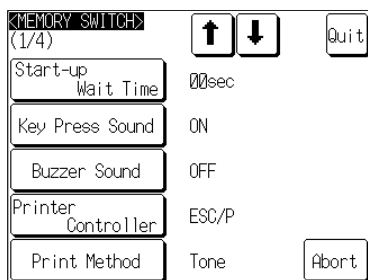 <MEMORY SWITCH>
(1/4)
Quit
Start-up
Wait Time
00sec
Key Press Sound
ON
Buzzer Sound
OFF
Printer
Controller
ESC/P
Print Method
Tone
Abort